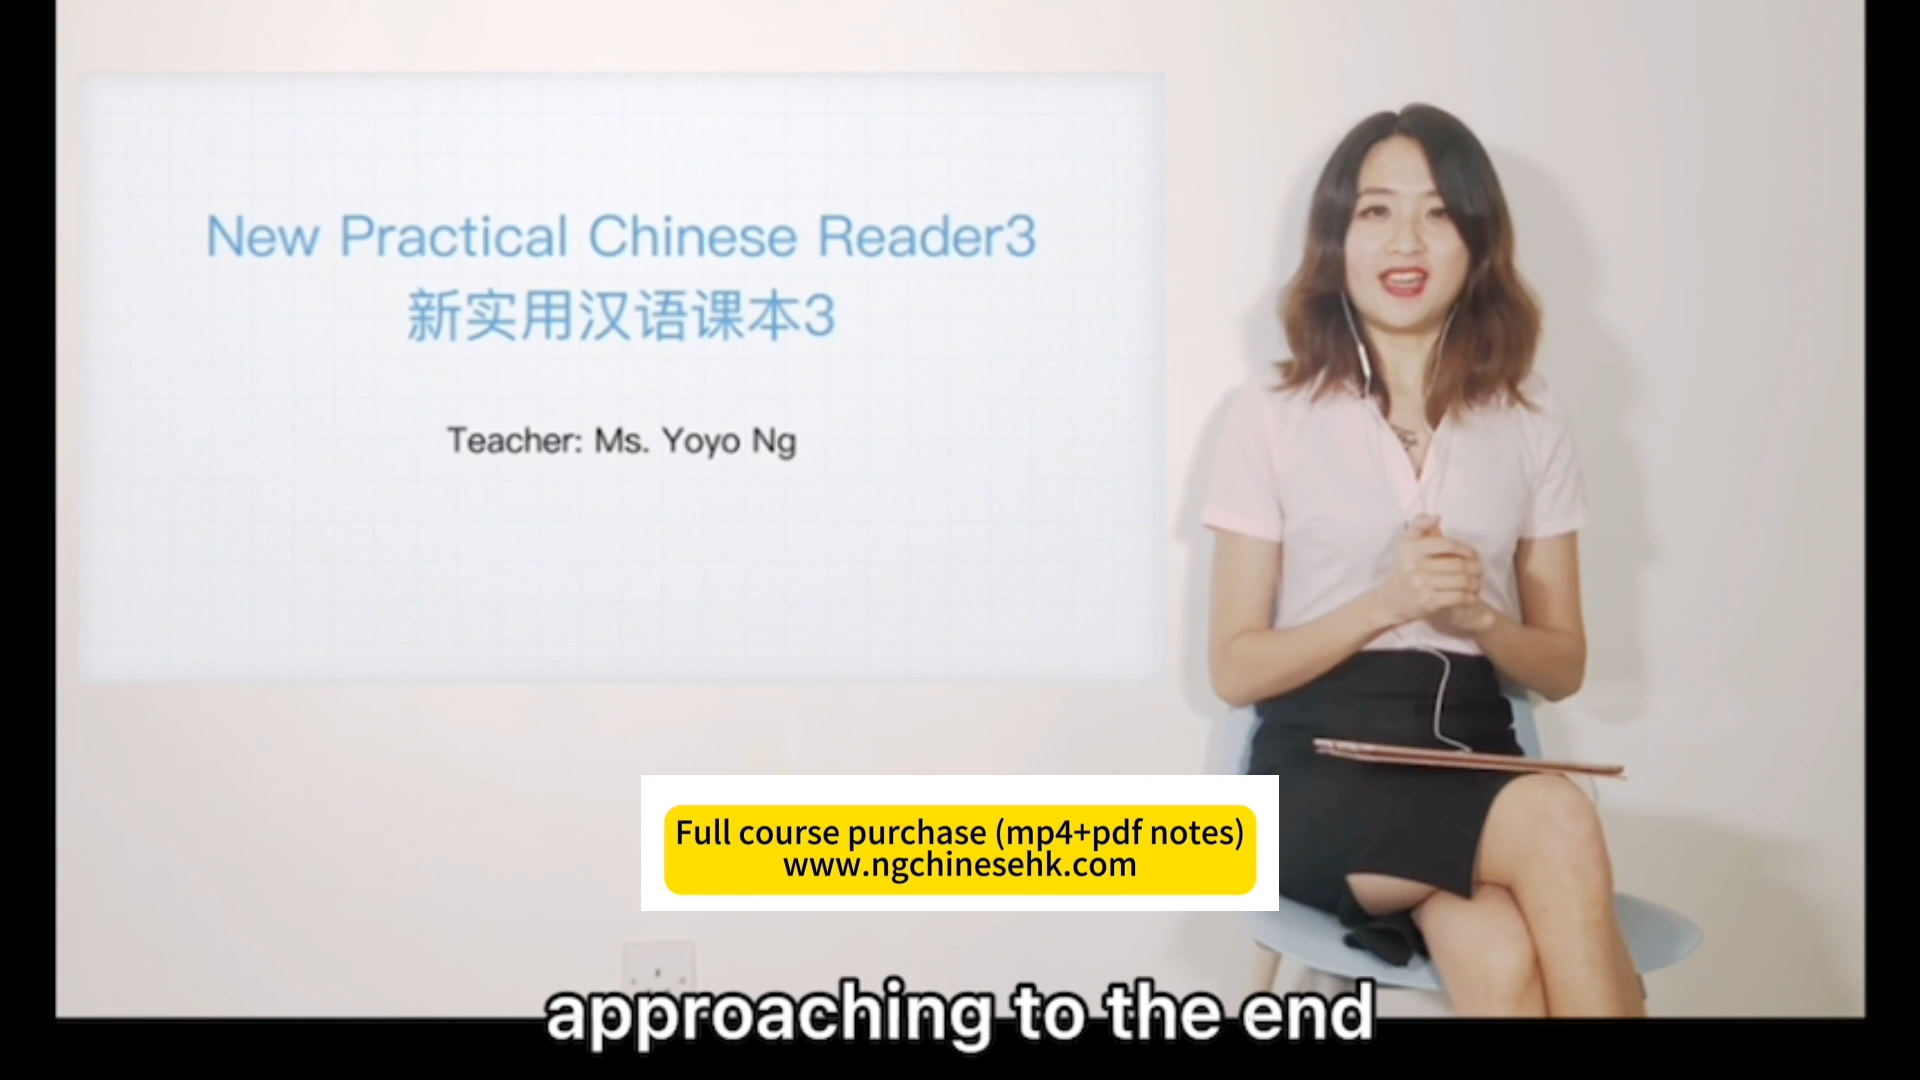 New Practical Chinese Reader3
新实用汉语课本3
Teacher: Ms. Yoyo Ng
Full course purchase (mp4+pdf notes)
www.ngchinesehk.com
approaching to the end